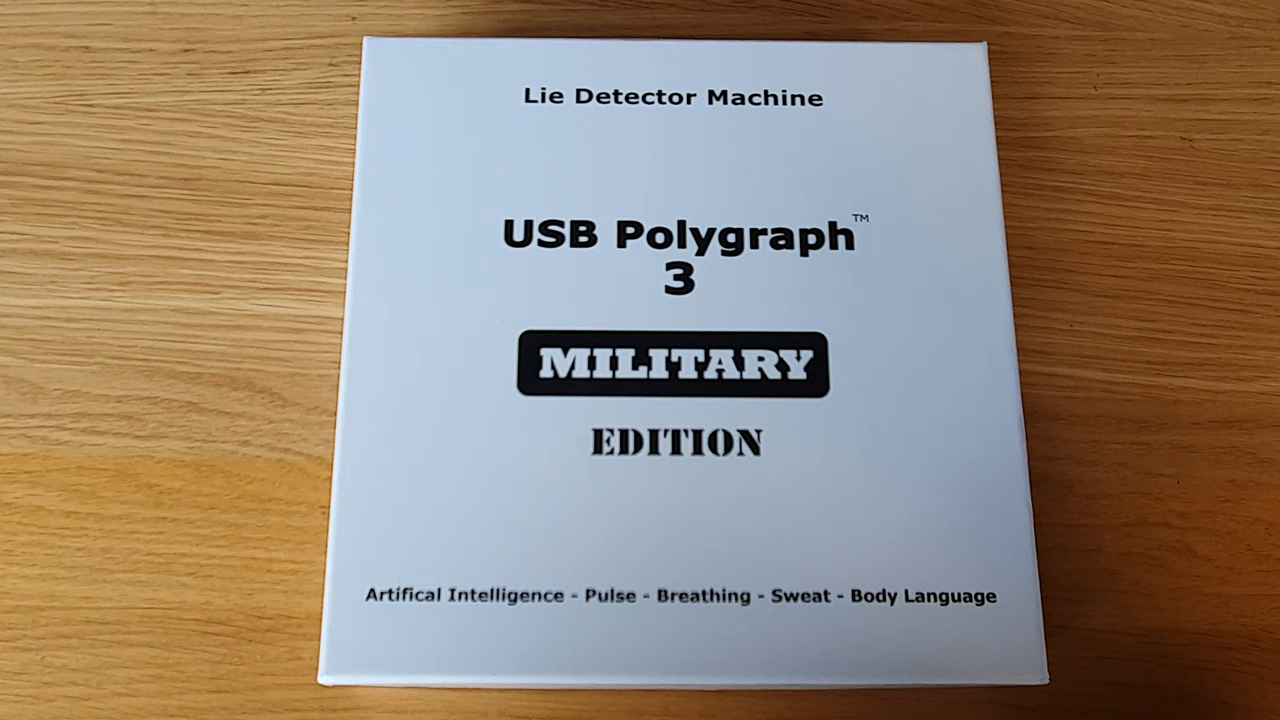 Lie Detector Machine
USB Polygraph™
3
MILITARY
EDITION
Artifical Intelligence - Pulse - Breathing - Sweat - Body Language